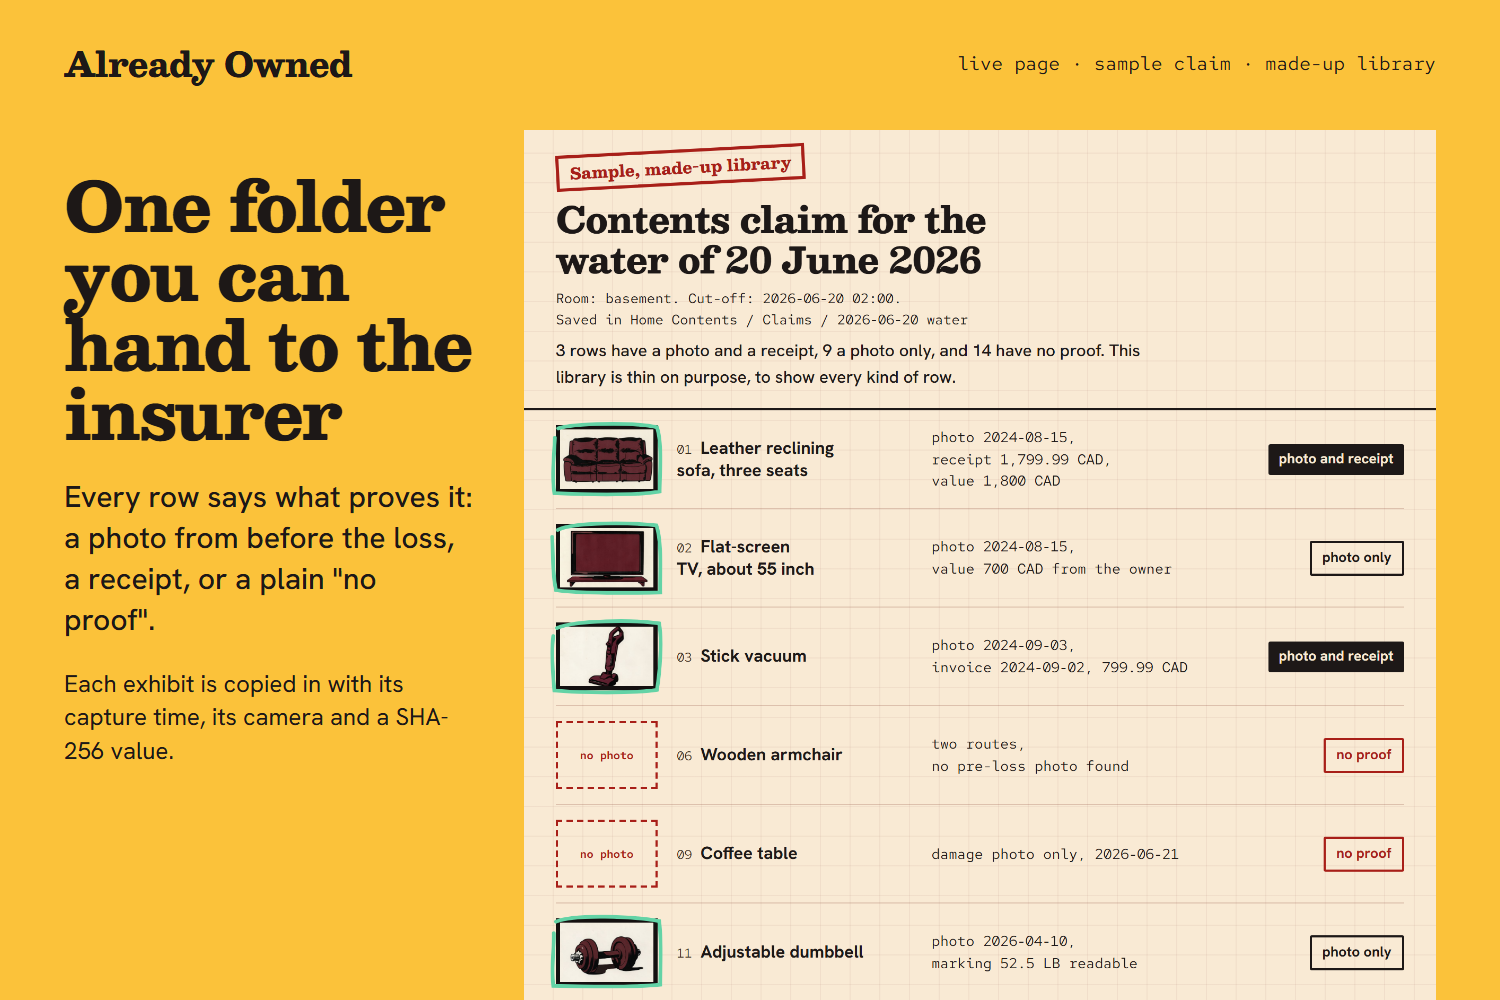 Already Owned
live page · sample claim · made-up library
One folder
you can
hand to the
insurer
Every row says what proves it:
a photo from before the loss,
a receipt, or a plain "no
proof".
Each exhibit is copied in with its
capture time, its camera and a SHA-
256 value.
Sample, made-up library
Contents claim for the
water of 20 June 2026
Room: basement. Cut-off: 2026-06-20 02:00.
Saved in Home Contents / Claims / 2026-06-20 water
3 rows have a photo and a receipt, 9 a photo only, and 14 have no proof. This
library is thin on purpose, to show every kind of row.
01 Leather reclining
sofa, three seats
photo 2024-08-15,
receipt 1,799.99 CAD,
value 1,800 CAD
photo and receipt
02 Flat-screen
TV, about 55 inch
photo 2024-08-15,
value 700 CAD from the owner
photo only
03 Stick vacuum
photo 2024-09-03,
invoice 2024-09-02, 799.99 CAD
photo and receipt
no photo
06 Wooden armchair
two routes,
no pre-loss photo found
no proof
no photo
09 Coffee table
damage photo only, 2026-06-21
no proof
11 Adjustable dumbbell
photo 2026-04-10,
marking 52.5 LB readable
photo only